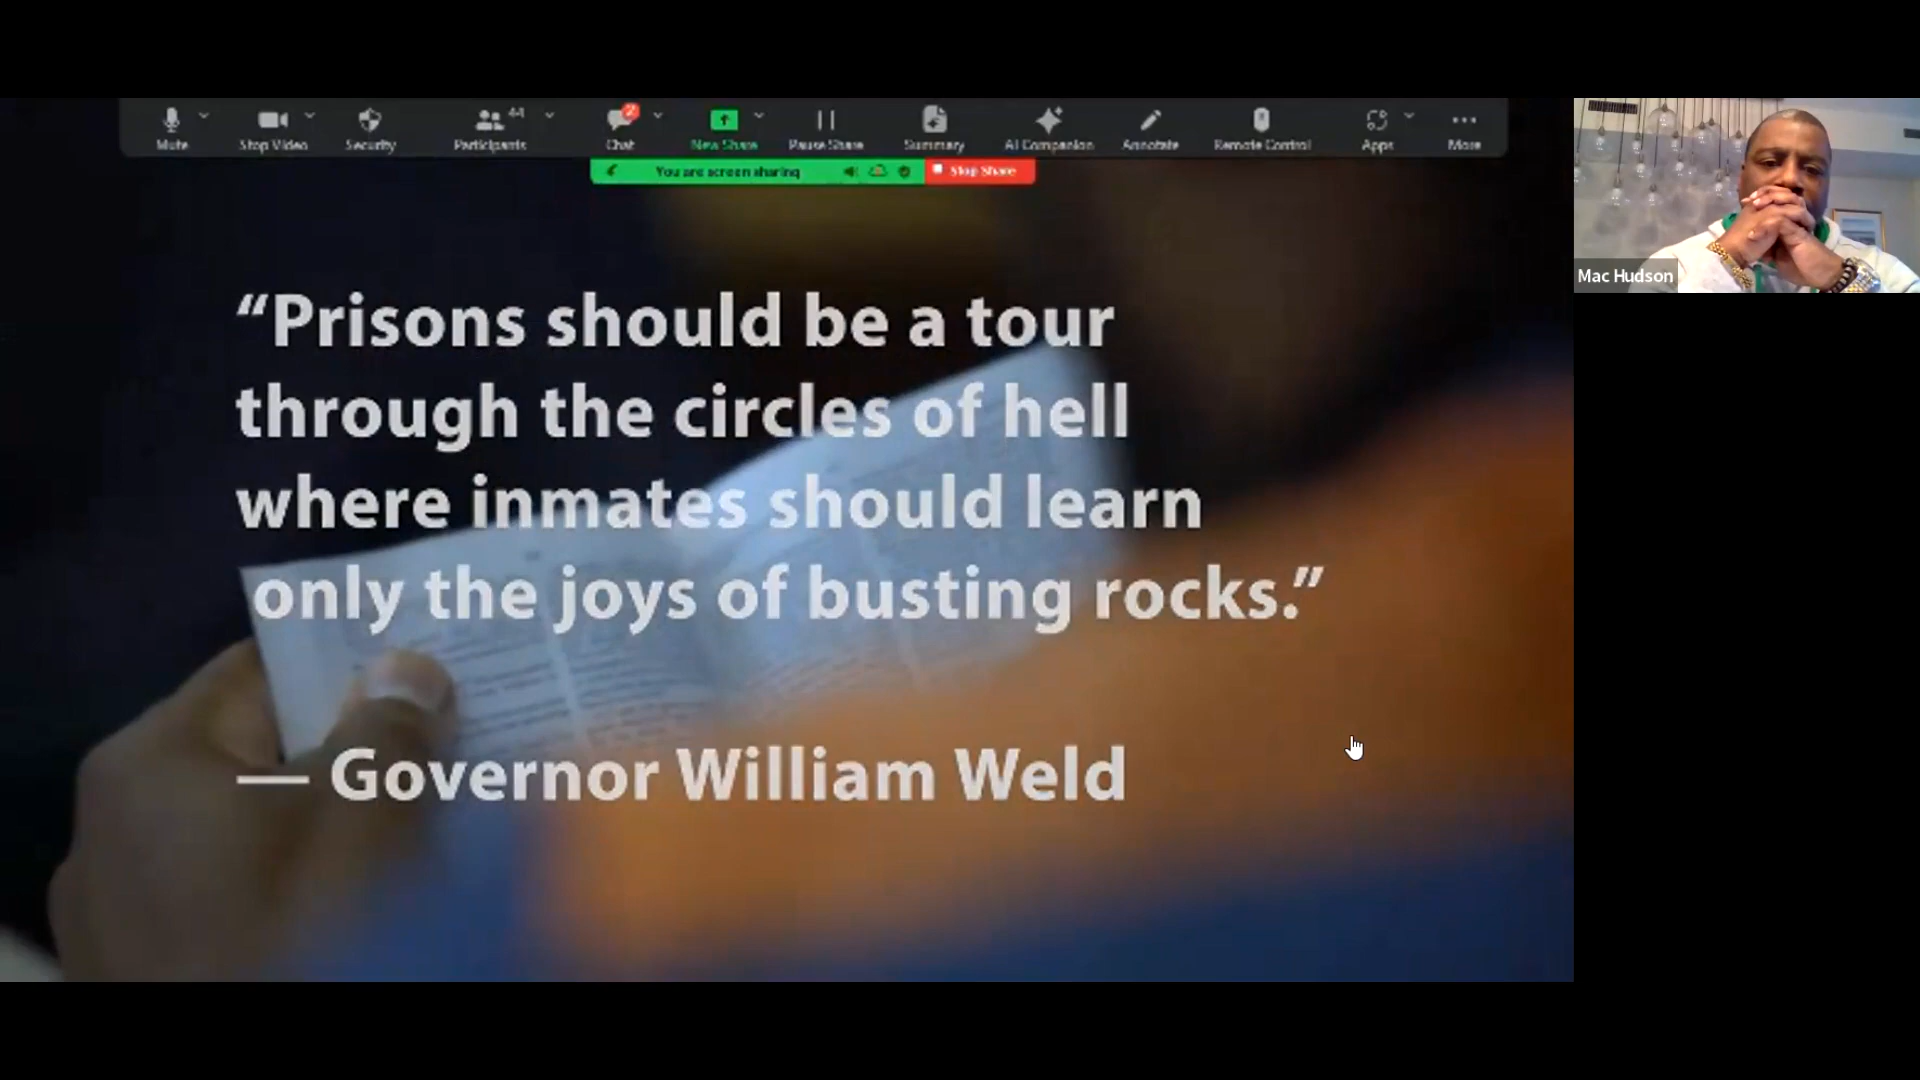 Mute
Stop Video
Security
Participants
44
Chat
2
New Share
Pause Share
Summary
AI Companion
Annotate
Remote Control
Apps
More
You are screen sharing
Stop Share
“Prisons should be a tour
through the circles of hell
where inmates should learn
only the joys of busting rocks.”
— Governor William Weld
Mac Hudson